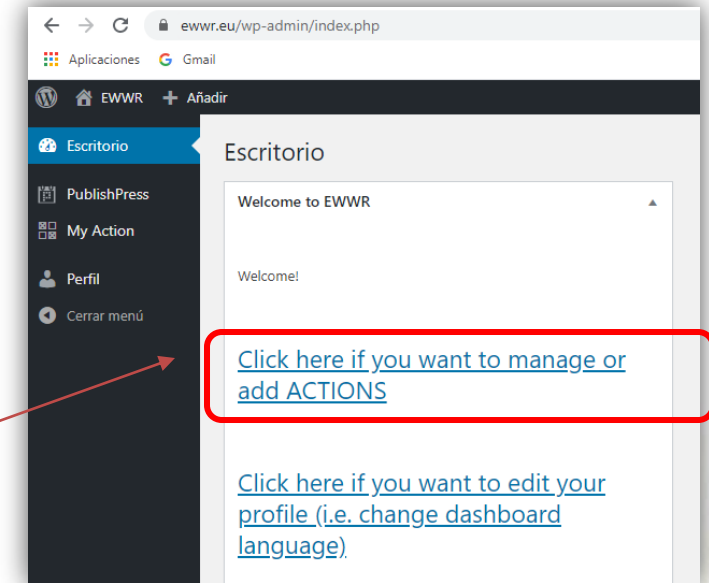 ewwr.eu/wp-admin/index.php
Aplicaciones Gmail
EWWR Añadir
Escritorio
PublishPress
My Action
Perfil
Cerrar menú
Escritorio
Welcome to EWWR
Welcome!
Click here if you want to manage or
add ACTIONS
Click here if you want to edit your
profile (i.e. change dashboard
language)